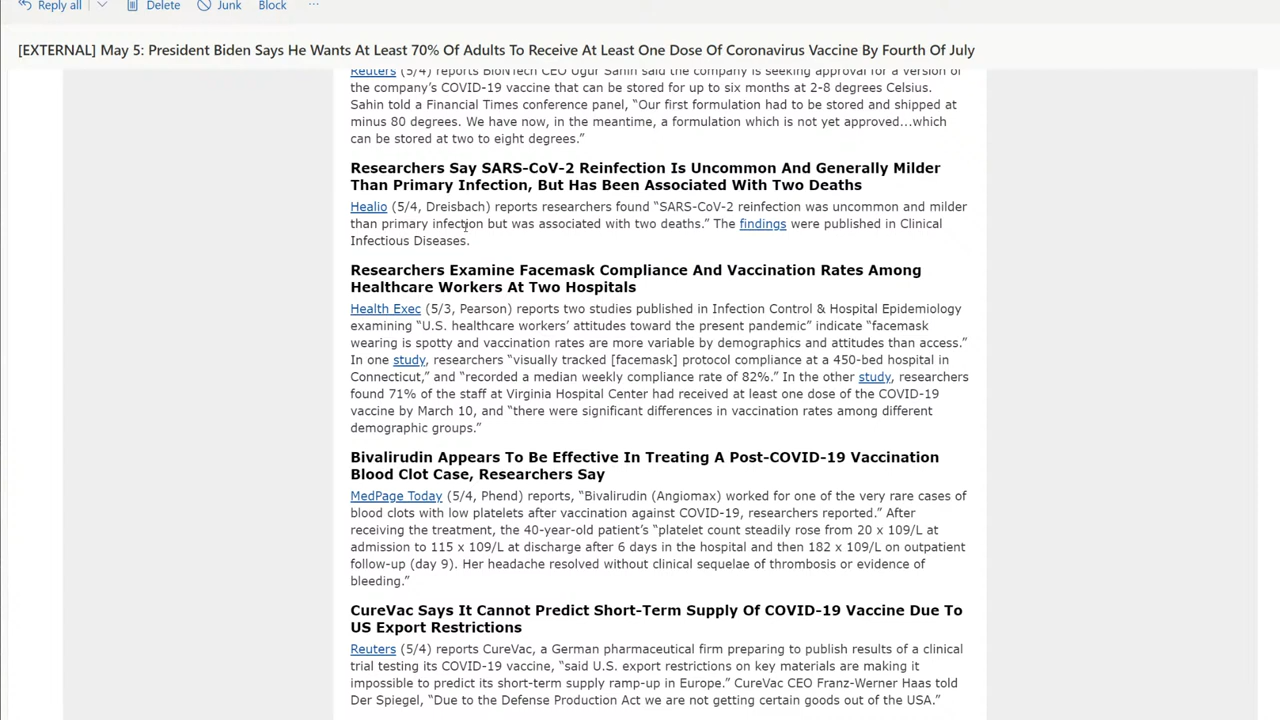 Reply all
Delete
Junk
Block
[EXTERNAL] May 5: President Biden Says He Wants At Least 70% Of Adults To Receive At Least One Dose Of Coronavirus Vaccine By Fourth Of July
Reuters (5/4) reports BioNTech CEO Ugur Sahin said the company is seeking approval for a version of
the company's COVID-19 vaccine that can be stored for up to six months at 2-8 degrees Celsius.
Sahin told a Financial Times conference panel, “Our first formulation had to be stored and shipped at
minus 80 degrees. We have now, in the meantime, a formulation which is not yet approved...which
can be stored at two to eight degrees.”
Researchers Say SARS-CoV-2 Reinfection Is Uncommon And Generally Milder
Than Primary Infection, But Has Been Associated With Two Deaths
Healio (5/4, Dreisbach) reports researchers found “SARS-CoV-2 reinfection was uncommon and milder
than primary infection but was associated with two deaths.” The findings were published in Clinical
Infectious Diseases.
Researchers Examine Facemask Compliance And Vaccination Rates Among
Healthcare Workers At Two Hospitals
Health Exec (5/3, Pearson) reports two studies published in Infection Control & Hospital Epidemiology
examining “U.S. healthcare workers’ attitudes toward the present pandemic” indicate “facemask
wearing is spotty and vaccination rates are more variable by demographics and attitudes than access.”
In one study, researchers “visually tracked [facemask] protocol compliance at a 450-bed hospital in
Connecticut,” and “recorded a median weekly compliance rate of 82%.” In the other study, researchers
found 71% of the staff at Virginia Hospital Center had received at least one dose of the COVID-19
vaccine by March 10, and “there were significant differences in vaccination rates among different
demographic groups.”
Bivalirudin Appears To Be Effective In Treating A Post-COVID-19 Vaccination
Blood Clot Case, Researchers Say
MedPage Today (5/4, Phend) reports, “Bivalirudin (Angiomax) worked for one of the very rare cases of
blood clots with low platelets after vaccination against COVID-19, researchers reported.” After
receiving the treatment, the 40-year-old patient’s “platelet count steadily rose from 20 x 109/L at
admission to 115 x 109/L at discharge after 6 days in the hospital and then 182 x 109/L on outpatient
follow-up (day 9). Her headache resolved without clinical sequelae of thrombosis or evidence of
bleeding.”
CureVac Says It Cannot Predict Short-Term Supply Of COVID-19 Vaccine Due To
US Export Restrictions
Reuters (5/4) reports CureVac, a German pharmaceutical firm preparing to publish results of a clinical
trial testing its COVID-19 vaccine, “said U.S. export restrictions on key materials are making it
impossible to predict its short-term supply ramp-up in Europe.” CureVac CEO Franz-Werner Haas told
Der Spiegel, “Due to the Defense Production Act we are not getting certain goods out of the USA.”